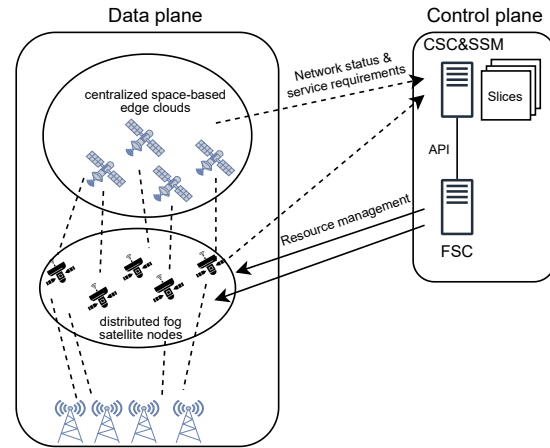 Data plane
Control plane
CSC&SSM
centralized space-based
edge clouds
Network status &
service requirements
Slices
API
Resource management
FSC
distributed fog
satellite nodes